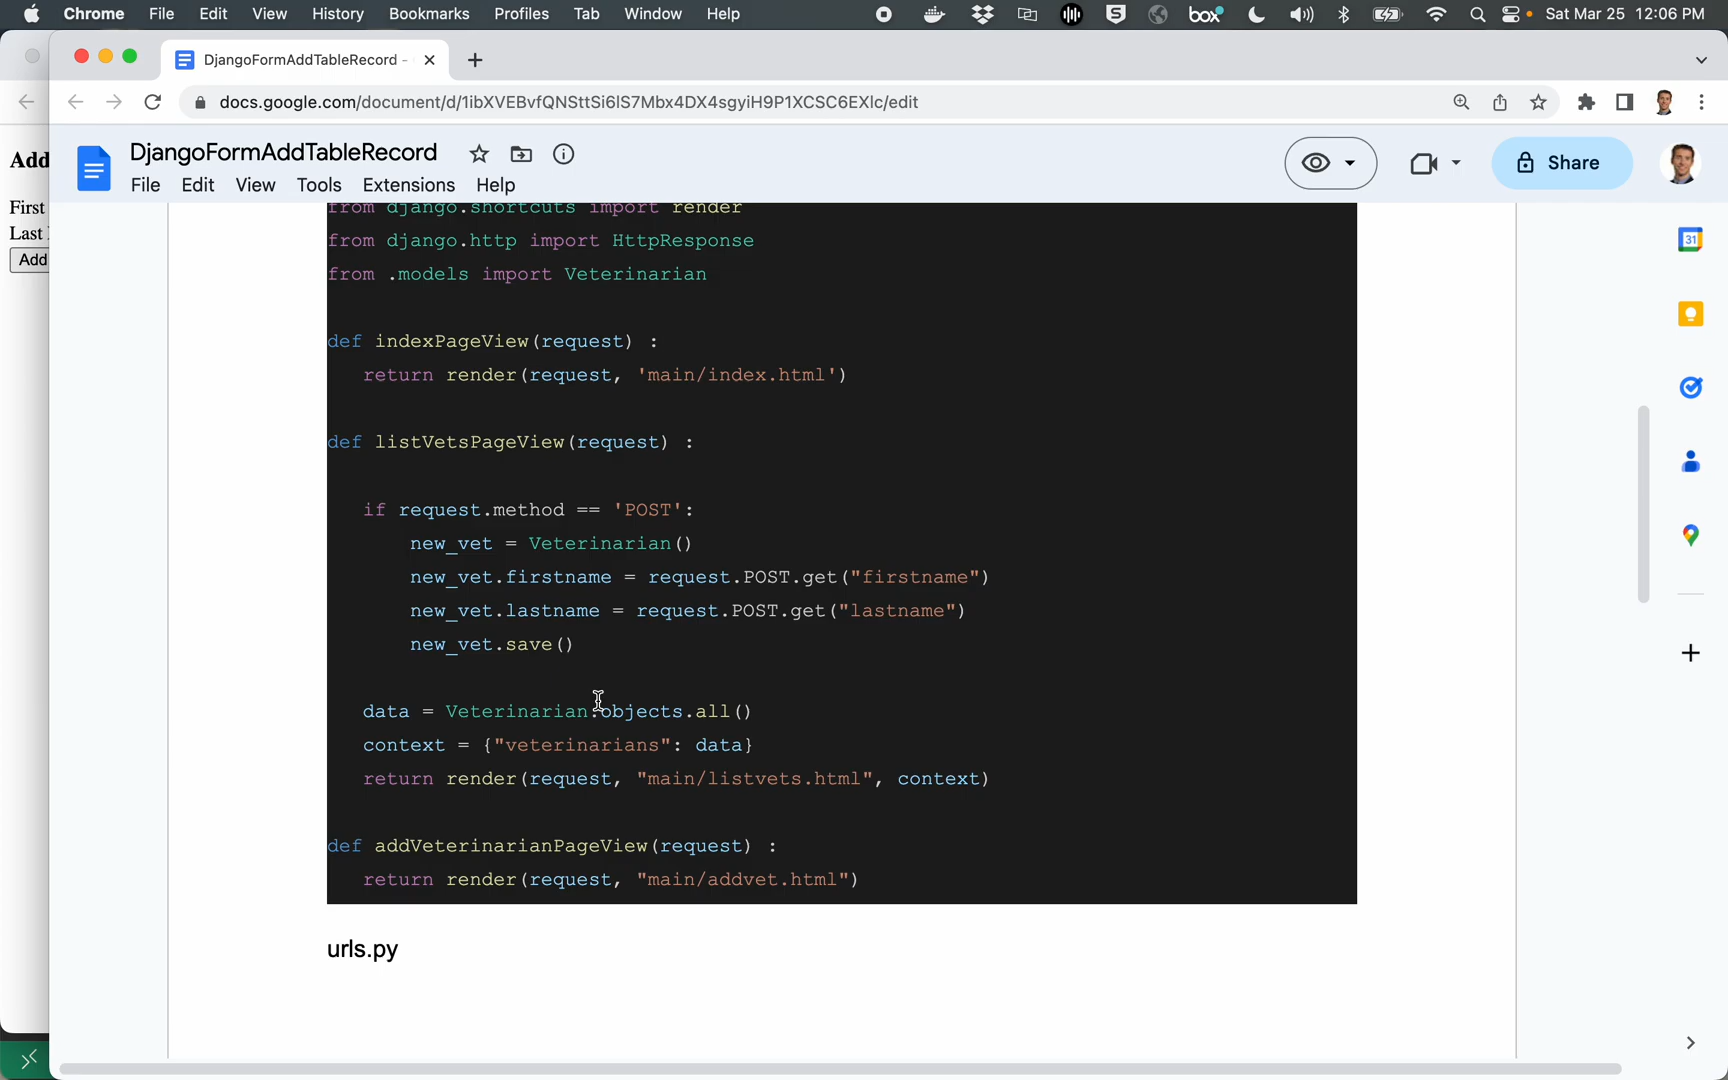 Chrome File Edit View History Bookmarks Profiles Tab Window Help box Sat Mar 25 12:06 PM
DjangoFormAddTableRecord -
docs.google.com/document/d/1ibXVEBvfQNSttSi6lS7Mbx4DX4sgyiH9P1XCSC6EXlc/edit
DjangoFormAddTableRecord
Share
File Edit View Tools Extensions Help
Add
First
Last
Add
31
from django.shortcuts import render
from django.http import HttpResponse
from .models import Veterinarian
def indexPageView(request) :
return render(request, 'main/index.html')
def listVetsPageView(request) :
if request.method == 'POST':
new_vet = Veterinarian()
new_vet.firstname = request.POST.get("firstname")
new_vet.lastname = request.POST.get("lastname")
new_vet.save()
data = Veterinarian.objects.all()
context = {"veterinarians": data}
return render(request, "main/listvets.html", context)
def addVeterinarianPageView(request) :
return render(request, "main/addvet.html")
urls.py